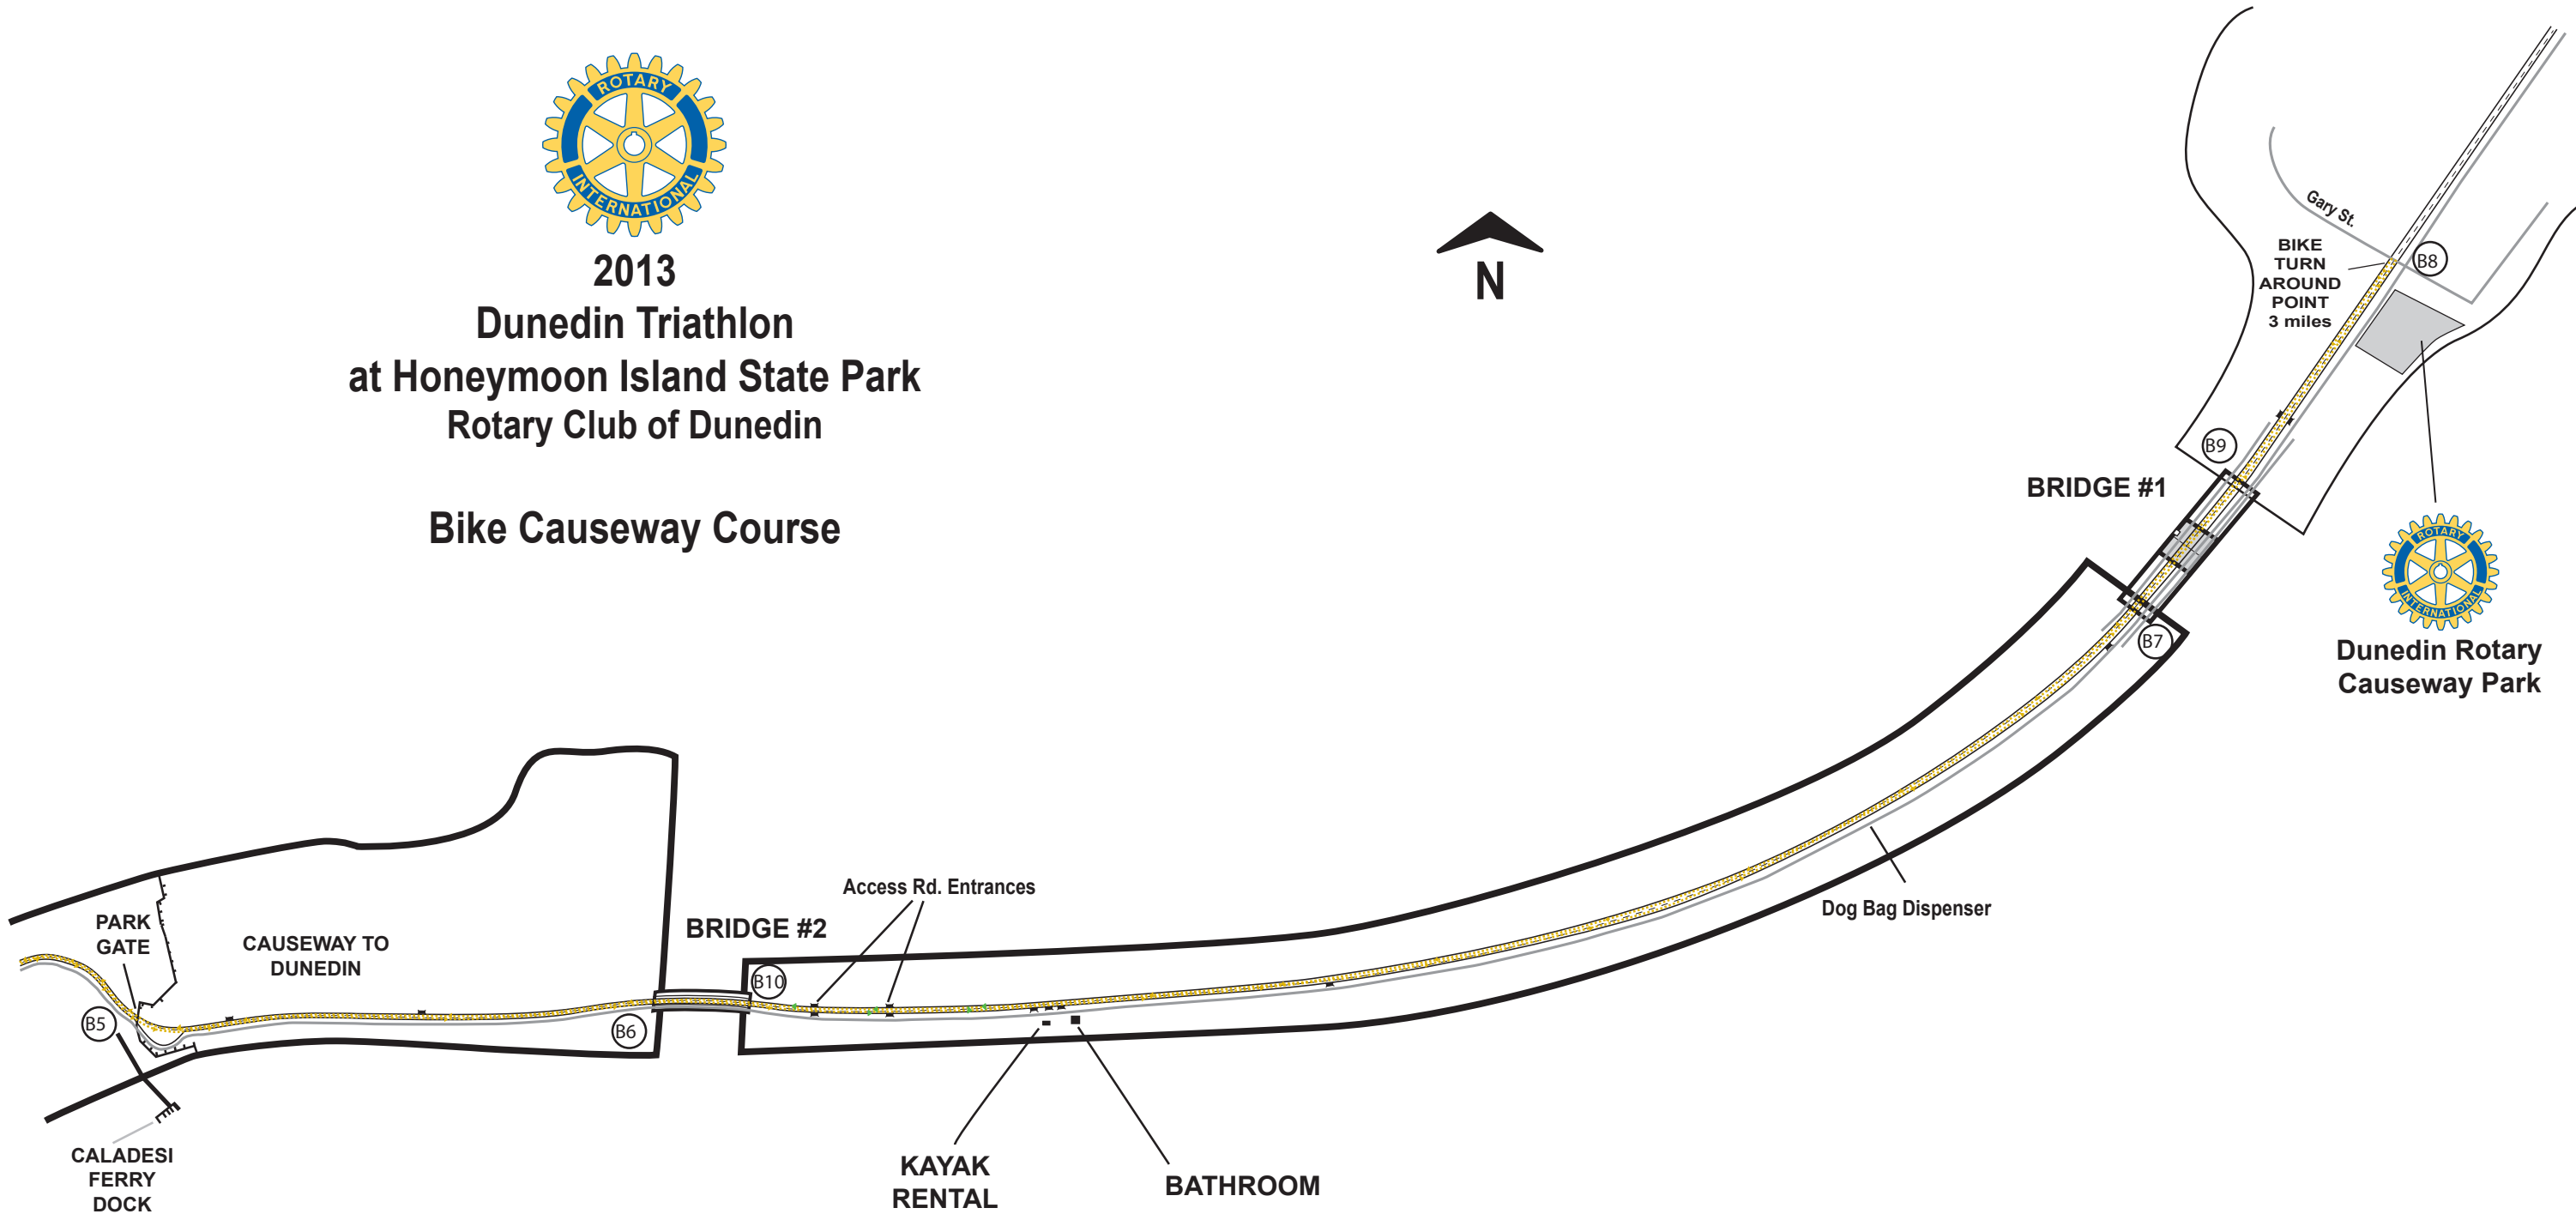 ROTARY
INTERNATIONAL
2013
Dunedin Triathlon
at Honeymoon Island State Park
Rotary Club of Dunedin
Bike Causeway Course
N
Gary St.
BIKE
TURN
AROUND
POINT
3 miles
B8
B9
BRIDGE #1
B7
ROTARY
INTERNATIONAL
Dunedin Rotary
Causeway Park
Access Rd. Entrances
Dog Bag Dispenser
BRIDGE #2
B10
PARK
GATE
CAUSEWAY TO
DUNEDIN
B5
B6
CALADESI
FERRY
DOCK
KAYAK
RENTAL
BATHROOM